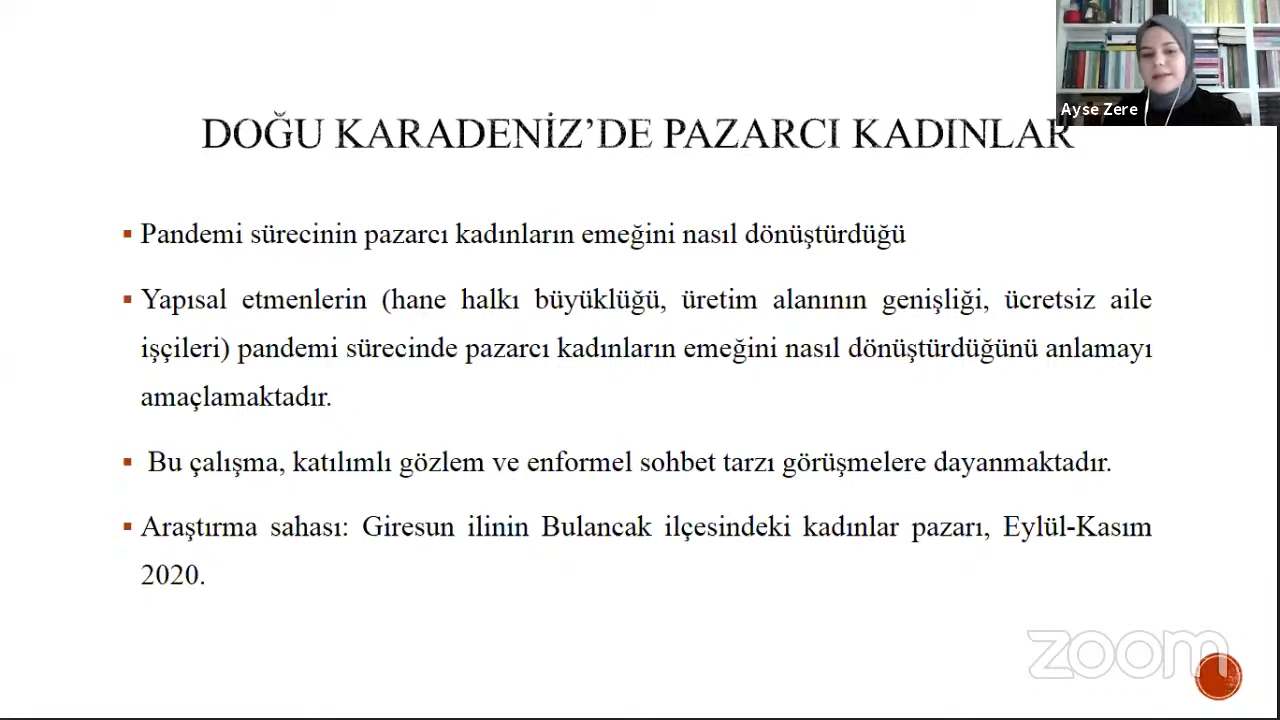 Ayse Zere
DOĞU KARADENİZ’DE PAZARCI KADINLAR
Pandemi sürecinin pazarcı kadınların emeğini nasıl dönüştürdüğü
Yapısal etmenlerin (hane halkı büyüklüğü, üretim alanının genişliği, ücretsiz aile
işçileri) pandemi sürecinde pazarcı kadınların emeğini nasıl dönüştürdüğünü anlamayı
amaçlamaktadır.
Bu çalışma, katılımlı gözlem ve enformel sohbet tarzı görüşmelere dayanmaktadır.
Araştırma sahası: Giresun ilinin Bulancak ilçesindeki kadınlar pazarı, Eylül-Kasım
2020.
zoom